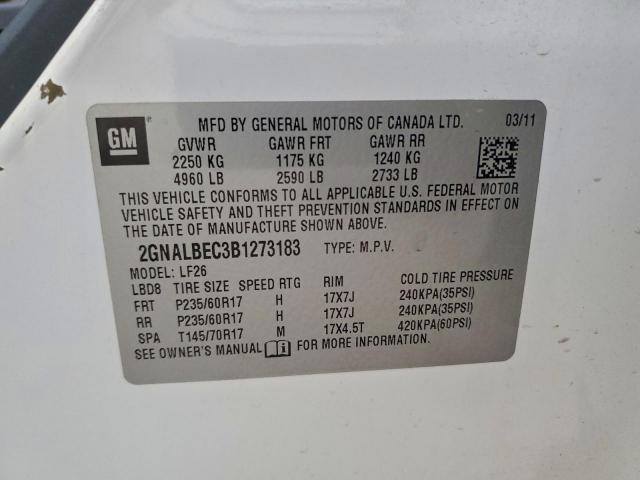 GM
MFD BY GENERAL MOTORS OF CANADA LTD. 03/11
GVWR GAWR FRT GAWR RR
2250 KG 1175 KG 1240 KG
4960 LB 2590 LB 2733 LB
THIS VEHICLE CONFORMS TO ALL APPLICABLE U.S. FEDERAL MOTOR
VEHICLE SAFETY AND THEFT PREVENTION STANDARDS IN EFFECT ON
THE DATE OF MANUFACTURE SHOWN ABOVE.
2GNALBEC3B1273183 TYPE: M.P.V.
MODEL: LF26
LBD8 TIRE SIZE SPEED RTG RIM COLD TIRE PRESSURE
FRT P235/60R17 H 17X7J 240KPA(35PSI)
RR P235/60R17 H 17X7J 240KPA(35PSI)
SPA T145/70R17 M 17X4.5T 420KPA(60PSI)
SEE OWNER'S MANUAL FOR MORE INFORMATION.